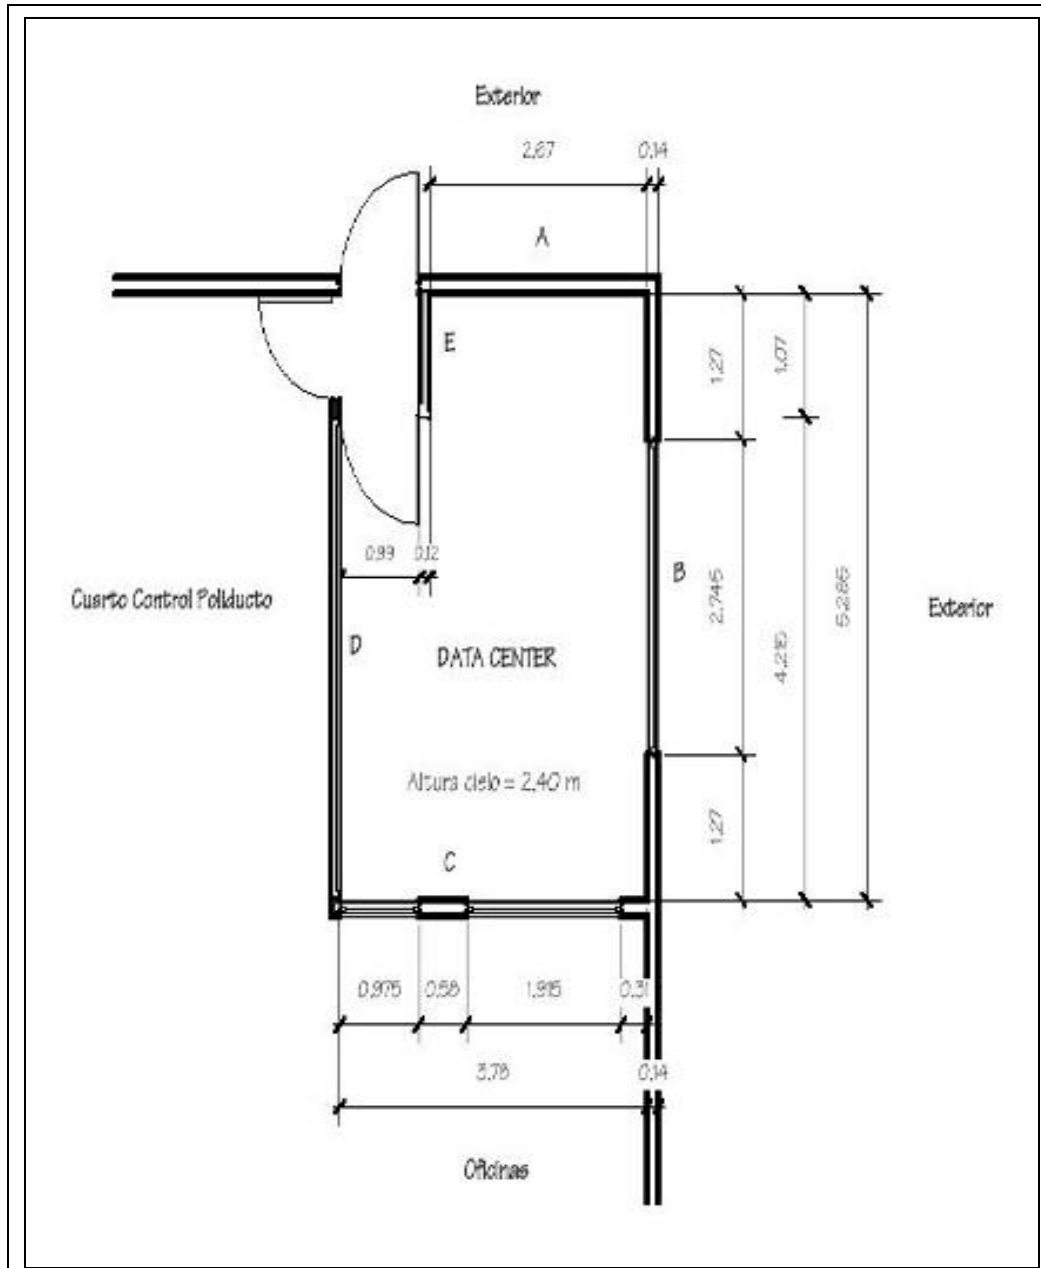 Exterior
2,67 0,14
A
E
1,27
1,07
0,99 0,12
B
Cuarto Control Poliducto
2,745
5,285
Exterior
D
DATA CENTER
4,215
Altura cielo = 2,40 m
1,27
C
0,975 0,58 1,915 0,31
3,78 0,14
Oficinas